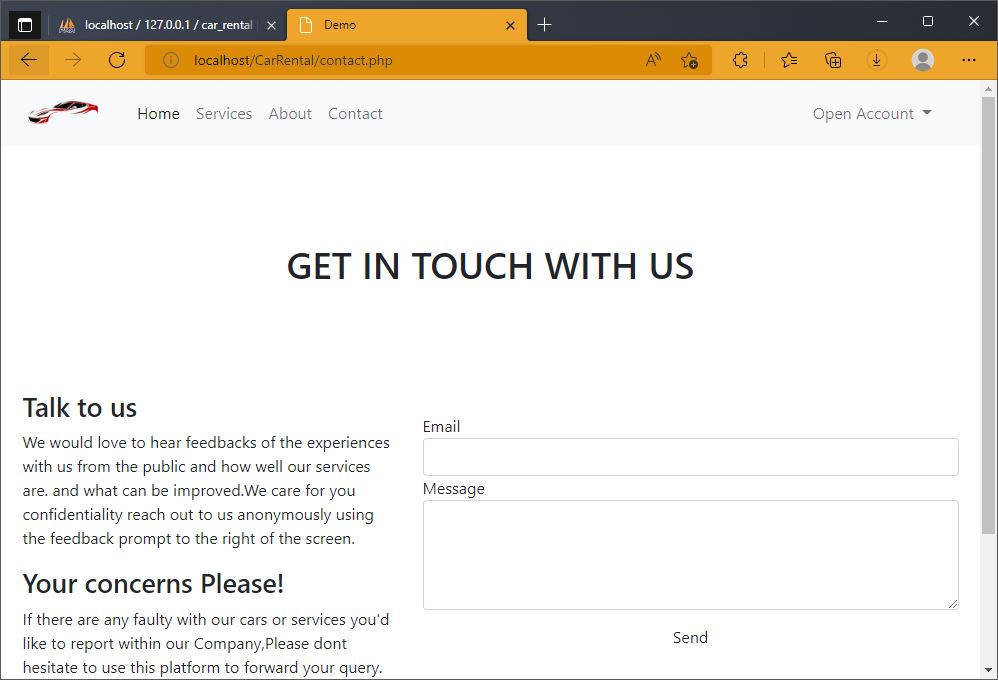 localhost / 127.0.0.1 / car_rental
Demo
localhost/CarRental/contact.php
Home Services About Contact Open Account
GET IN TOUCH WITH US
Talk to us
We would love to hear feedbacks of the experiences
with us from the public and how well our services
are. and what can be improved.We care for you
confidentiality reach out to us anonymously using
the feedback prompt to the right of the screen.
Your concerns Please!
If there are any faulty with our cars or services you'd
like to report within our Company,Please dont
hesitate to use this platform to forward your query.
Email
Message
Send